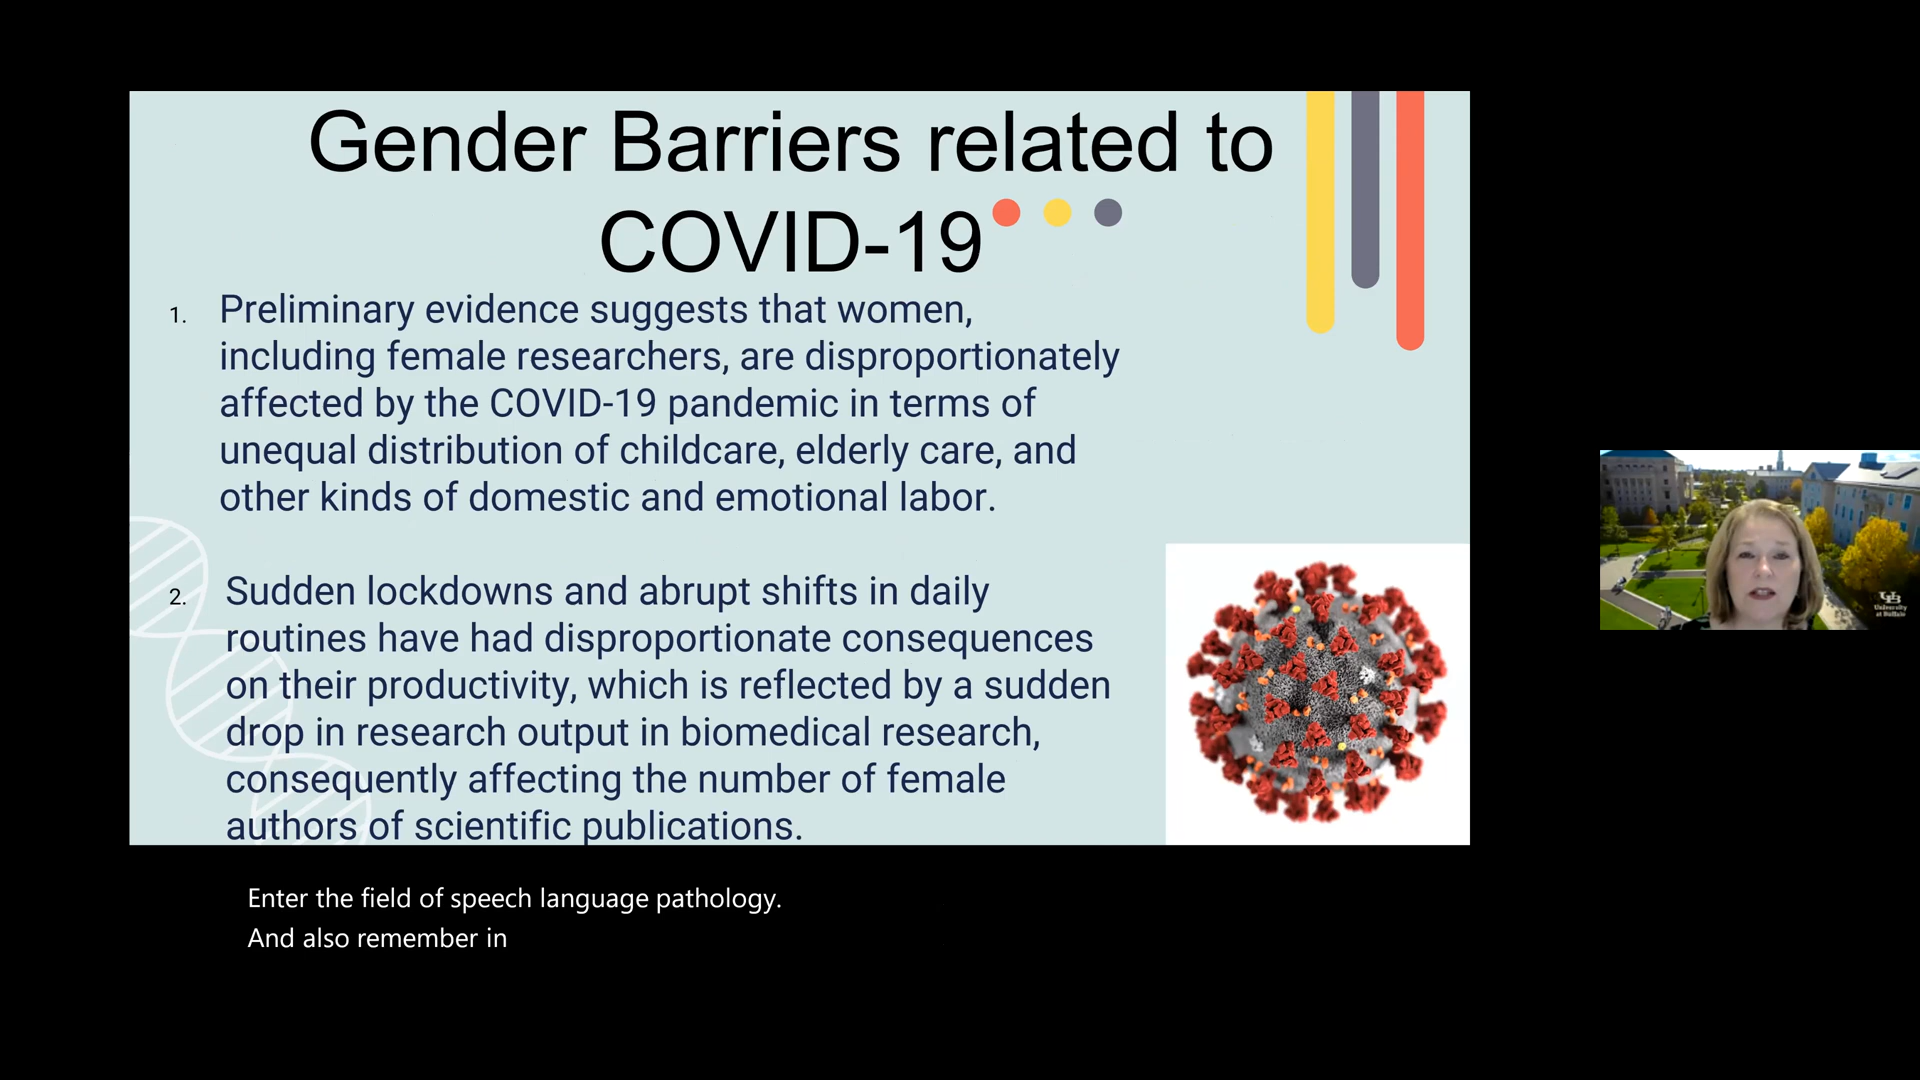 Gender Barriers related to
COVID-19
1. Preliminary evidence suggests that women,
including female researchers, are disproportionately
affected by the COVID-19 pandemic in terms of
unequal distribution of childcare, elderly care, and
other kinds of domestic and emotional labor.
2. Sudden lockdowns and abrupt shifts in daily
routines have had disproportionate consequences
on their productivity, which is reflected by a sudden
drop in research output in biomedical research,
consequently affecting the number of female
authors of scientific publications.
UB
University
at Buffalo
Enter the field of speech language pathology.
And also remember in